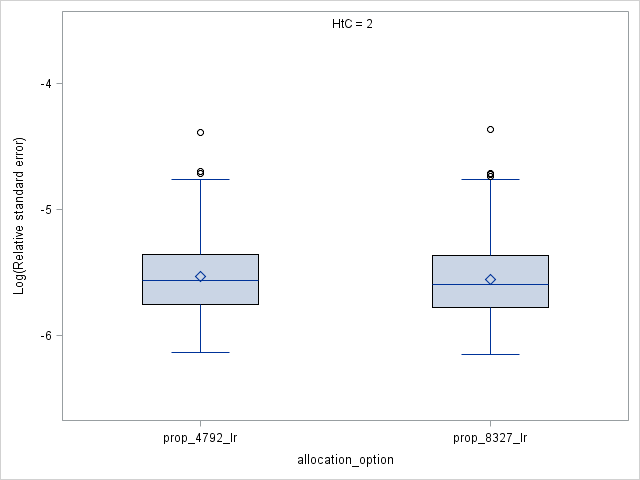 HtC = 2
-4
-5
-6
Log(Relative standard error)
prop_4792_lr
prop_8327_lr
allocation_option